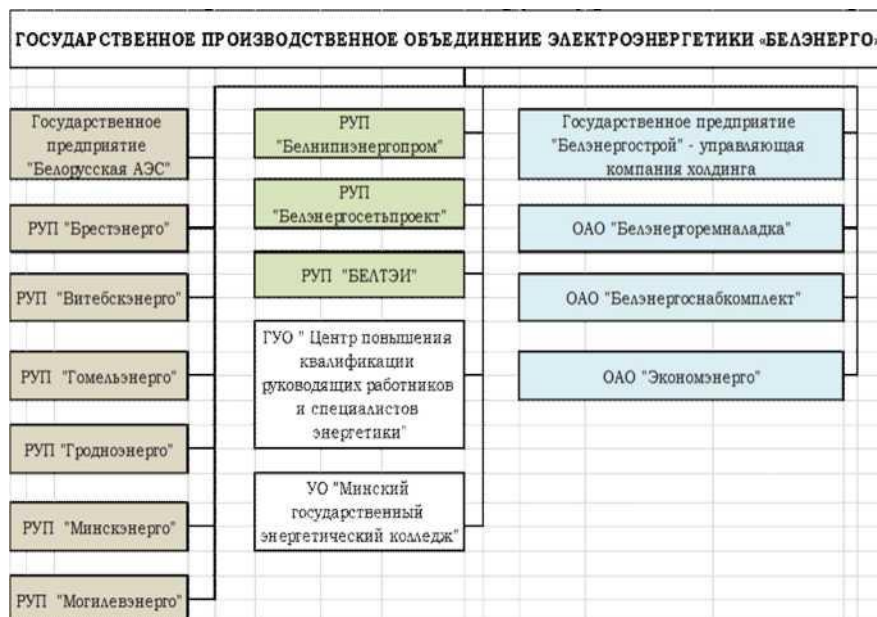 ГОСУДАРСТВЕННОЕ ПРОИЗВОДСТВЕННОЕ ОБЪЕДИНЕНИЕ ЭЛЕКТРОЭНЕРГЕТИКИ «БЕЛЭНЕРГО»
Государственное
предприятие
"Белорусская АЭС"
РУП "Брестэнерго"
РУП "Витебскэнерго"
РУП "Гомельэнерго"
РУП "Гродноэнерго"
РУП "Минскэнерго"
РУП "Могилевэнерго"
РУП
"Белнипиэнергопром"
РУП
"Белэнергосетьпроект"
РУП "БЕЛТЭИ"
ГУО " Центр повышения
квалификации
руководящих работников
и специалистов
энергетики"
УО "Минский
государственный
энергетический колледж"
Государственное предприятие
"Белэнергострой" - управляющая
компания холдинга
ОАО "Белэнергоремналадка"
ОАО "Белэнергоснабкомплект"
ОАО "Экономэнерго"